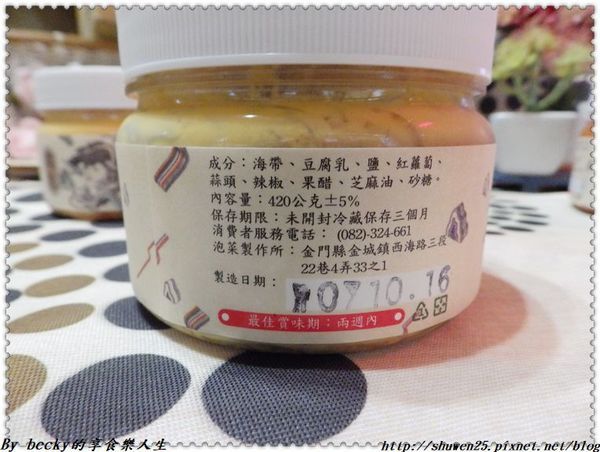 成分：海帶、豆腐乳、鹽、紅蘿蔔、
蒜頭、辣椒、果醋、芝麻油、砂糖。
內容量：420公克±5%
保存期限：未開封冷藏保存三個月
消費者服務電話： (082)-324-661
泡菜製作所： 金門縣金城鎮西海路三段
22巷4弄33之1
製造日期：
10.16
最佳賞味期：兩週內
By becky的享食樂人生
http://shuwen25.pixnet.net/blog